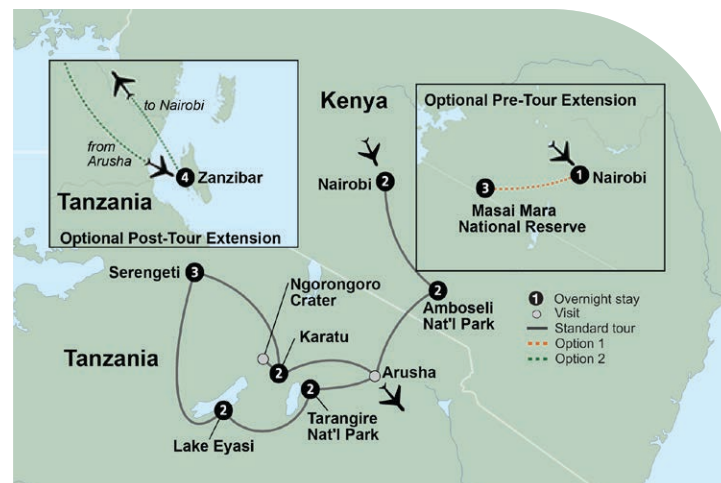 to Nairobi
from
Arusha
4
Zanzibar
Tanzania
Optional Post-Tour Extension
Kenya
Nairobi
2
Optional Pre-Tour Extension
1
Nairobi
3
Masai Mara
National Reserve
Serengeti
3
Ngorongoro
Crater
Karatu
2
2
Amboseli
Nat'l Park
Tanzania
Arusha
2
Tarangire
Nat'l Park
2
Lake Eyasi
1 Overnight stay
Visit
Standard tour
Option 1
Option 2